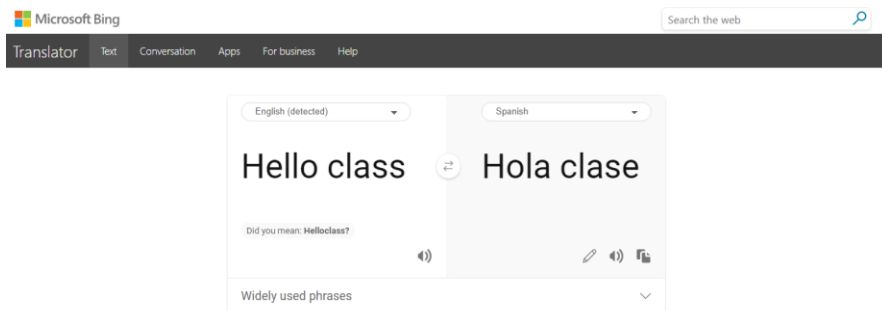 Microsoft Bing
Search the web
Translator Text Conversation Apps For business Help
English (detected) Spanish
Hello class Hola clase
Did you mean: Helloclass?
Widely used phrases